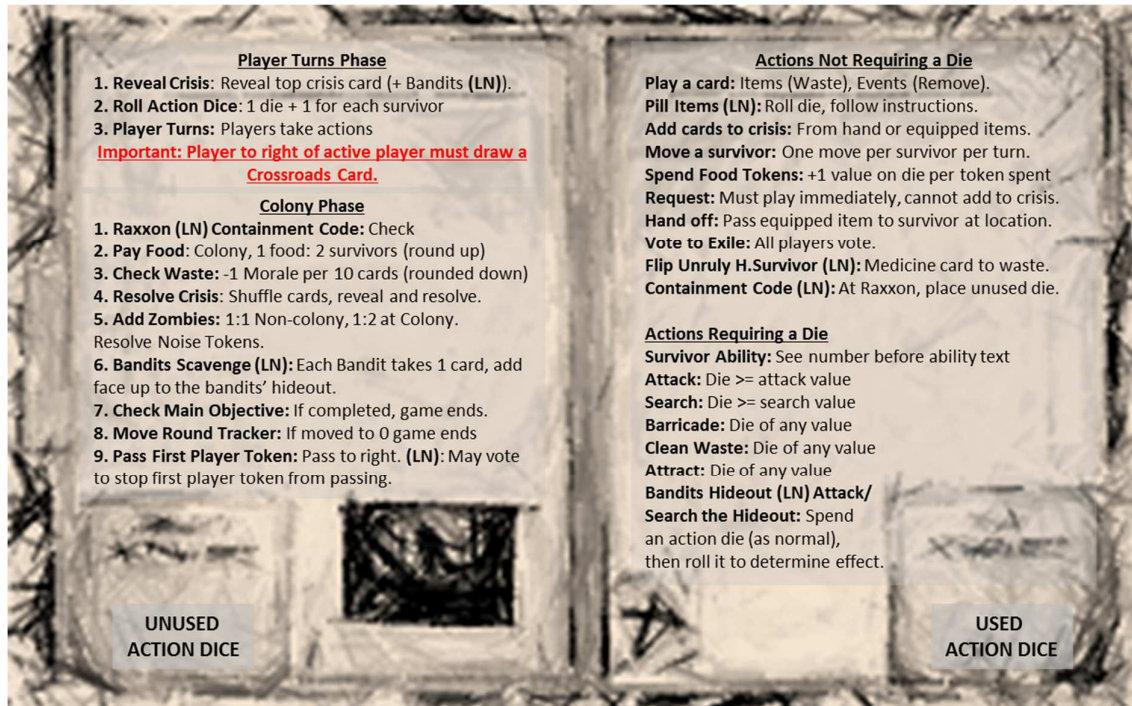 Player Turns Phase
1. Reveal Crisis: Reveal top crisis card (+ Bandits (LN)).
2. Roll Action Dice: 1 die + 1 for each survivor
3. Player Turns: Players take actions
Important: Player to right of active player must draw a
Crossroads Card.
Colony Phase
1. Raxxon (LN) Containment Code: Check
2. Pay Food: Colony, 1 food: 2 survivors (round up)
3. Check Waste: -1 Morale per 10 cards (rounded down)
4. Resolve Crisis: Shuffle cards, reveal and resolve.
5. Add Zombies: 1:1 Non-colony, 1:2 at Colony.
Resolve Noise Tokens.
6. Bandits Scavenge (LN): Each Bandit takes 1 card, add
face up to the bandits’ hideout.
7. Check Main Objective: If completed, game ends.
8. Move Round Tracker: If moved to 0 game ends
9. Pass First Player Token: Pass to right. (LN): May vote
to stop first player token from passing.
UNUSED
ACTION DICE
Actions Not Requiring a Die
Play a card: Items (Waste), Events (Remove).
Pill Items (LN): Roll die, follow instructions.
Add cards to crisis: From hand or equipped items.
Move a survivor: One move per survivor per turn.
Spend Food Tokens: +1 value on die per token spent
Request: Must play immediately, cannot add to crisis.
Hand off: Pass equipped item to survivor at location.
Vote to Exile: All players vote.
Flip Unruly H.Survivor (LN): Medicine card to waste.
Containment Code (LN): At Raxxon, place unused die.
Actions Requiring a Die
Survivor Ability: See number before ability text
Attack: Die >= attack value
Search: Die >= search value
Barricade: Die of any value
Clean Waste: Die of any value
Attract: Die of any value
Bandits Hideout (LN) Attack/
Search the Hideout: Spend
an action die (as normal),
then roll it to determine effect.
USED
ACTION DICE